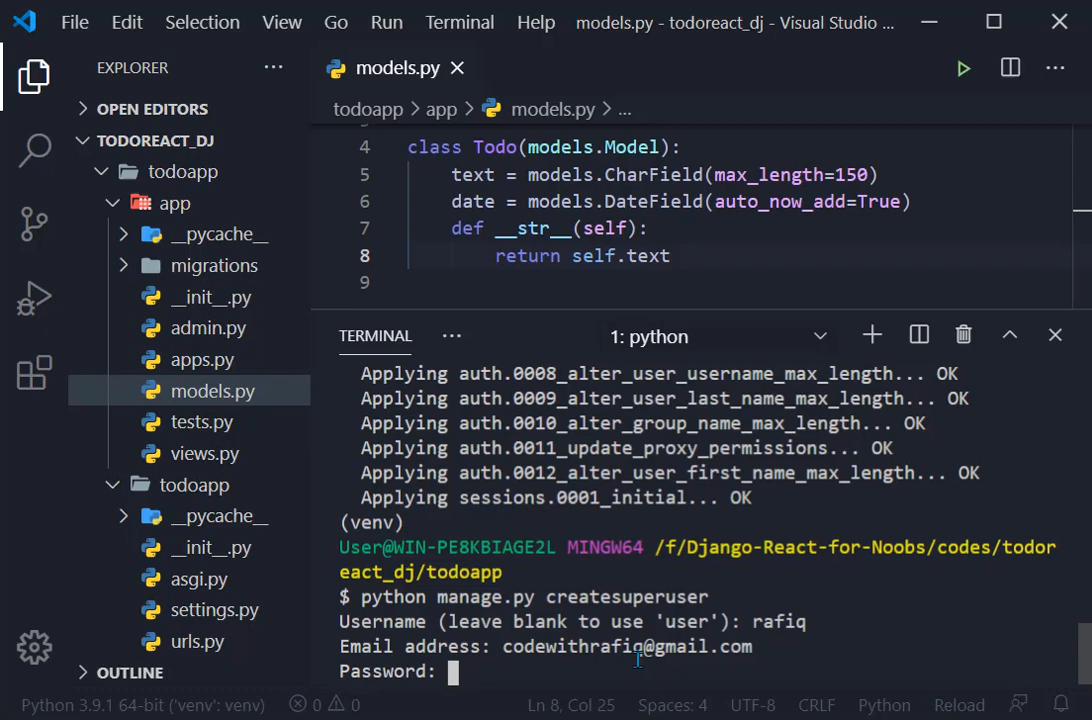 File Edit Selection View Go Run Terminal Help models.py - todoreact_dj - Visual Studio ...
EXPLORER ...
models.py
OPEN EDITORS
todoapp > app > models.py > ...
TODOREACT_DJ
todoapp
app
__pycache__
migrations
__init__.py
admin.py
apps.py
models.py
tests.py
views.py
todoapp
__pycache__
__init__.py
asgi.py
settings.py
urls.py
OUTLINE
4 class Todo(models.Model):
5 text = models.CharField(max_length=150)
6 date = models.DateField(auto_now_add=True)
7 def __str__(self):
8 return self.text
9
TERMINAL ... 1: python
Applying auth.0008_alter_user_username_max_length... OK
Applying auth.0009_alter_user_last_name_max_length... OK
Applying auth.0010_alter_group_name_max_length... OK
Applying auth.0011_update_proxy_permissions... OK
Applying auth.0012_alter_user_first_name_max_length... OK
Applying sessions.0001_initial... OK
(venv)
User@WIN-PE8KBIAGE2L MINGW64 /f/Django-React-for-Noobs/codes/todor
eact_dj/todoapp
$ python manage.py createsuperuser
Username (leave blank to use 'user'): rafiq
Email address: codewithrafiq@gmail.com
Password:
Python 3.9.1 64-bit ('venv': venv) 0 0 Ln 8, Col 25 Spaces: 4 UTF-8 CRLF Python Reload